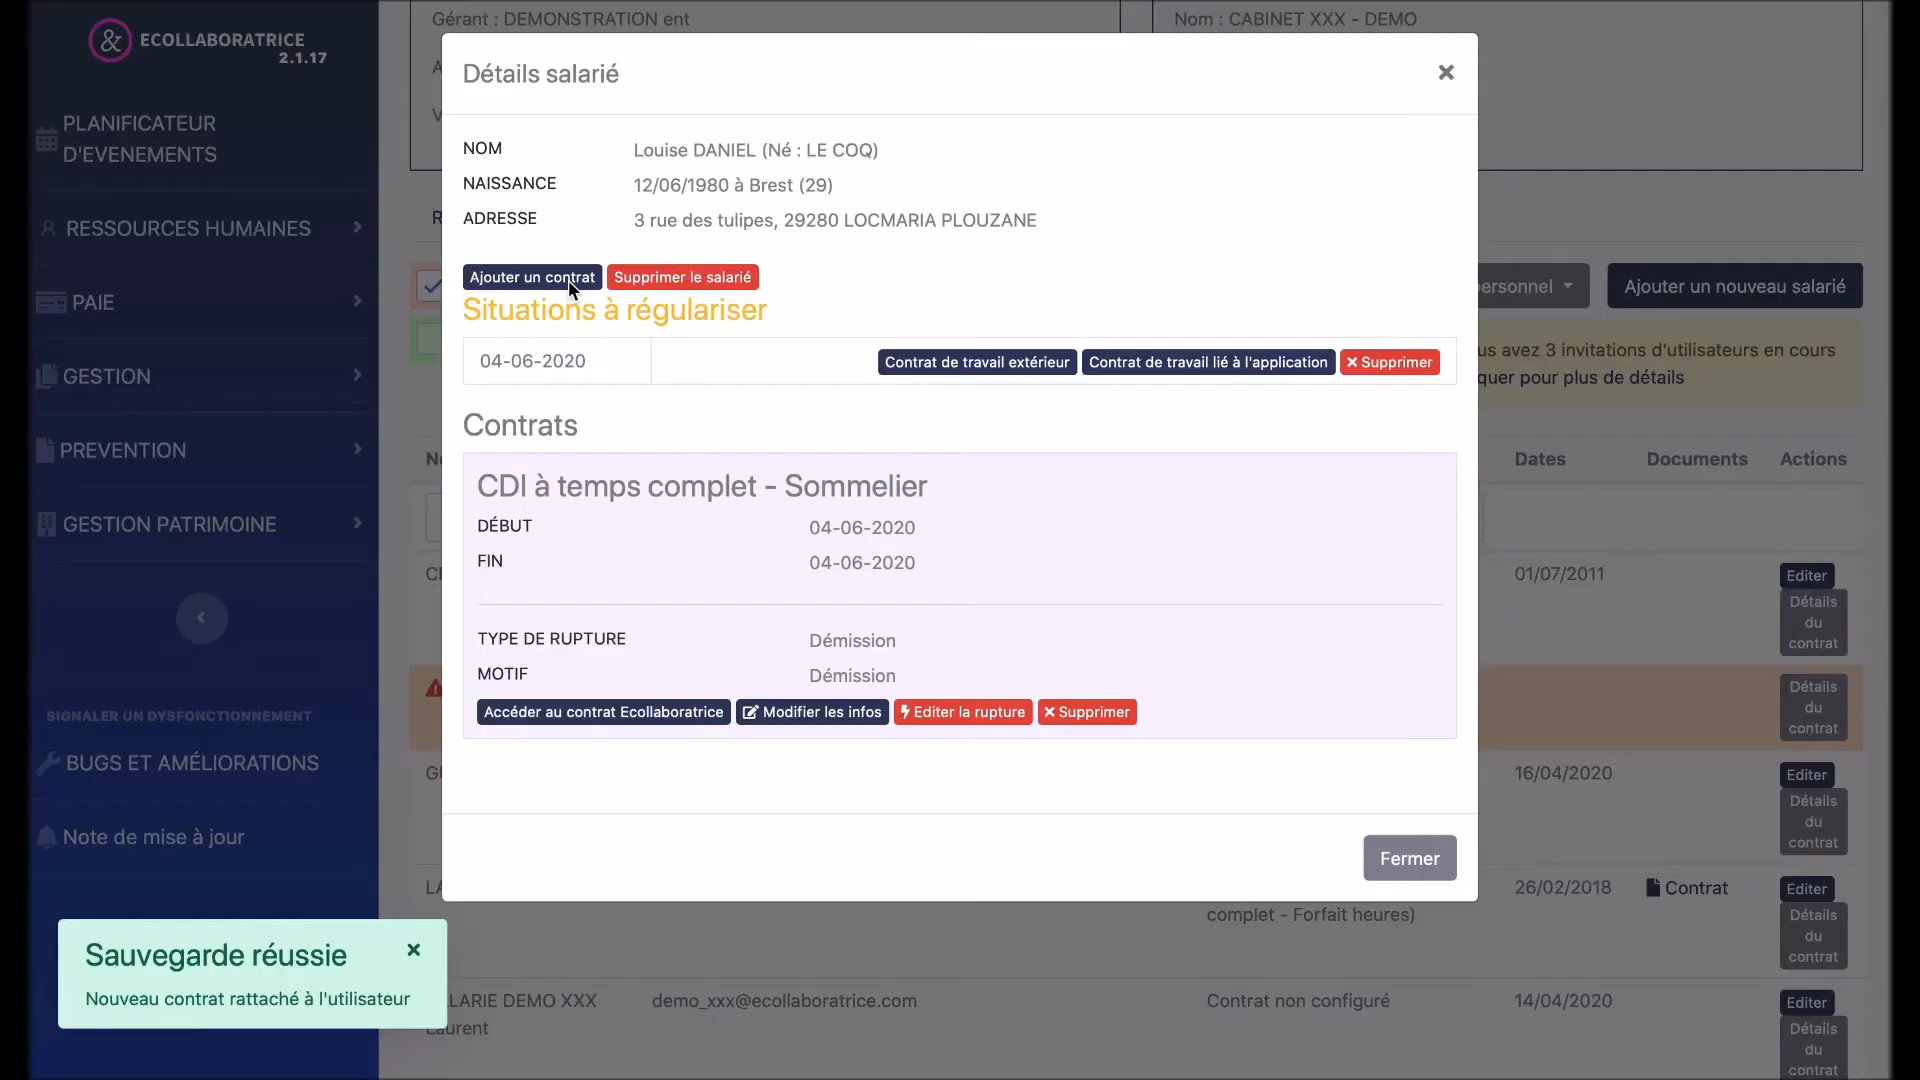 Gérant : DEMONSTRATION ent
Nom : CABINET XXX - DEMO
& ECOLLABORATRICE
2.1.17
Détails salarié
PLANIFICATEUR
D'EVENEMENTS
NOM Louise DANIEL (Né : LE COQ)
NAISSANCE 12/06/1980 à Brest (29)
ADRESSE 3 rue des tulipes, 29280 LOCMARIA PLOUZANE
RESSOURCES HUMAINES
Ajouter un contrat Supprimer le salarié
ersonnel Ajouter un nouveau salarié
PAIE
Situations à régulariser
04-06-2020 Contrat de travail extérieur Contrat de travail lié à l'application Supprimer
us avez 3 invitations d'utilisateurs en cours
quer pour plus de détails
GESTION
Contrats
PREVENTION
Dates Documents Actions
CDI à temps complet - Sommelier
DÉBUT 04-06-2020
FIN 04-06-2020
GESTION PATRIMOINE
01/07/2011 Editer
Détails
du
contrat
TYPE DE RUPTURE Démission
MOTIF Démission
Accéder au contrat Ecollaboratrice Modifier les infos Editer la rupture Supprimer
Détails
du
contrat
SIGNALER UN DYSFONCTIONNEMENT
BUGS ET AMÉLIORATIONS
16/04/2020 Editer
Détails
du
contrat
Note de mise à jour
Fermer
26/02/2018 Contrat Editer
Détails
du
contrat
complet - Forfait heures)
Sauvegarde réussie
Nouveau contrat rattaché à l'utilisateur
LARIE DEMO XXX demo_xxx@ecollaboratrice.com Contrat non configuré 14/04/2020 Editer
Laurent
Détails
du
contrat